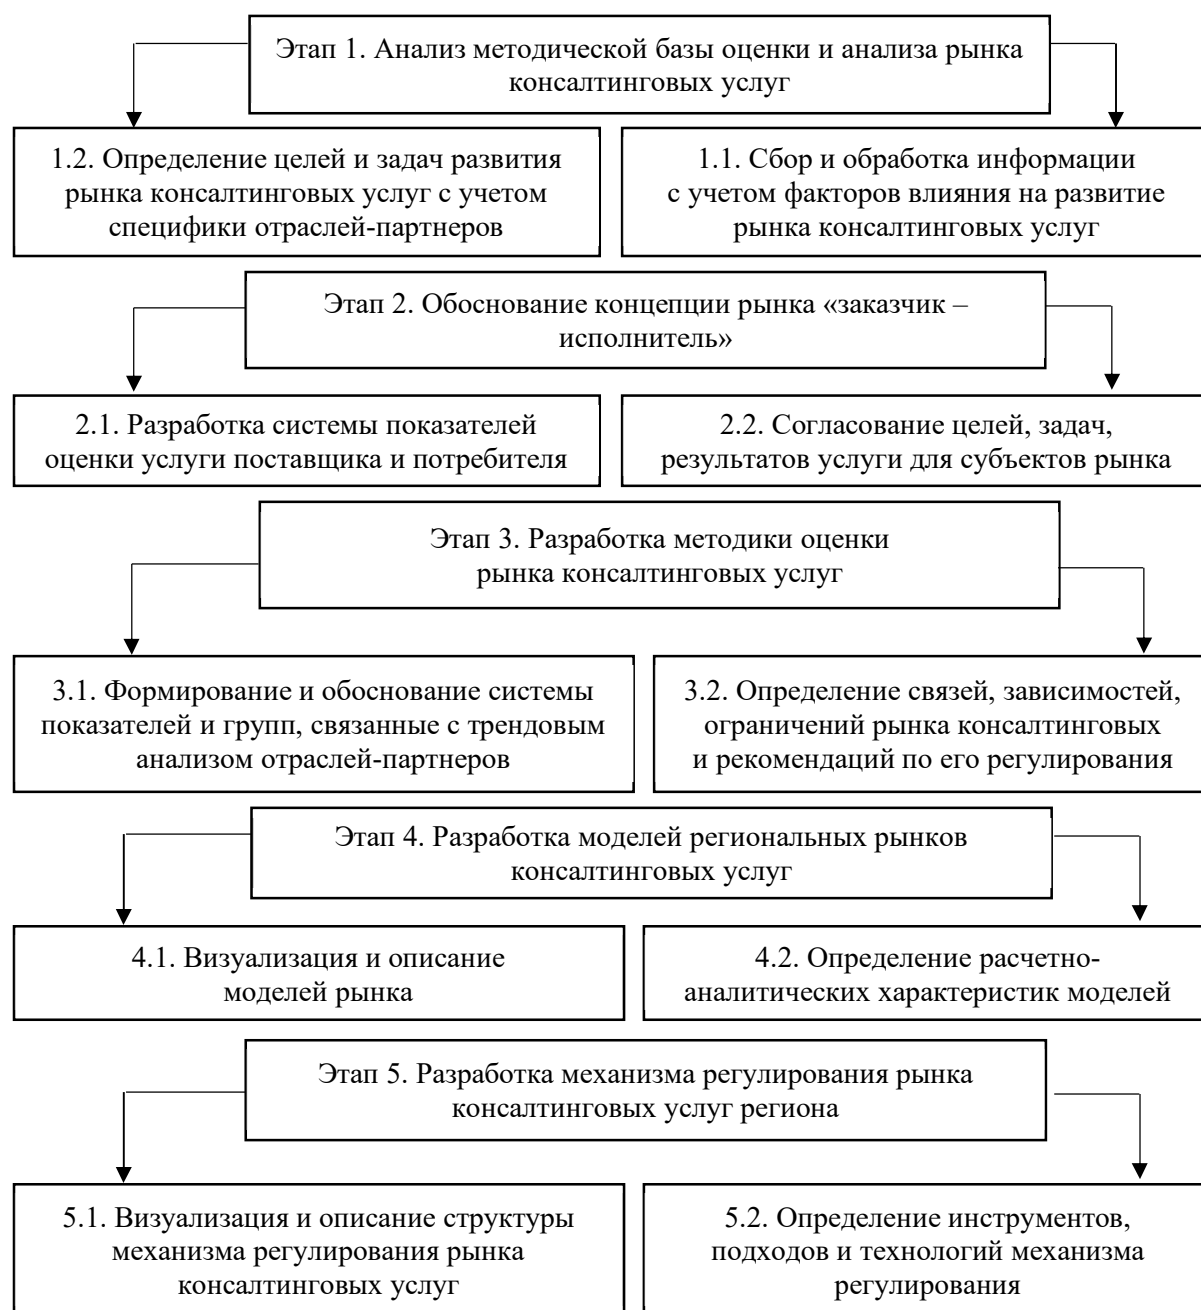 Этап 1. Анализ методической базы оценки и анализа рынка
консалтинговых услуг
1.2. Определение целей и задач развития
рынка консалтинговых услуг с учетом
специфики отраслей-партнеров
1.1. Сбор и обработка информации
с учетом факторов влияния на развитие
рынка консалтинговых услуг
Этап 2. Обоснование концепции рынка «заказчик –
исполнитель»
2.1. Разработка системы показателей
оценки услуги поставщика и потребителя
2.2. Согласование целей, задач,
результатов услуги для субъектов рынка
Этап 3. Разработка методики оценки
рынка консалтинговых услуг
3.1. Формирование и обоснование системы
показателей и групп, связанные с трендовым
анализом отраслей-партнеров
3.2. Определение связей, зависимостей,
ограничений рынка консалтинговых
и рекомендаций по его регулирования
Этап 4. Разработка моделей региональных рынков
консалтинговых услуг
4.1. Визуализация и описание
моделей рынка
4.2. Определение расчетно-
аналитических характеристик моделей
Этап 5. Разработка механизма регулирования рынка
консалтинговых услуг региона
5.1. Визуализация и описание структуры
механизма регулирования рынка
консалтинговых услуг
5.2. Определение инструментов,
подходов и технологий механизма
регулирования